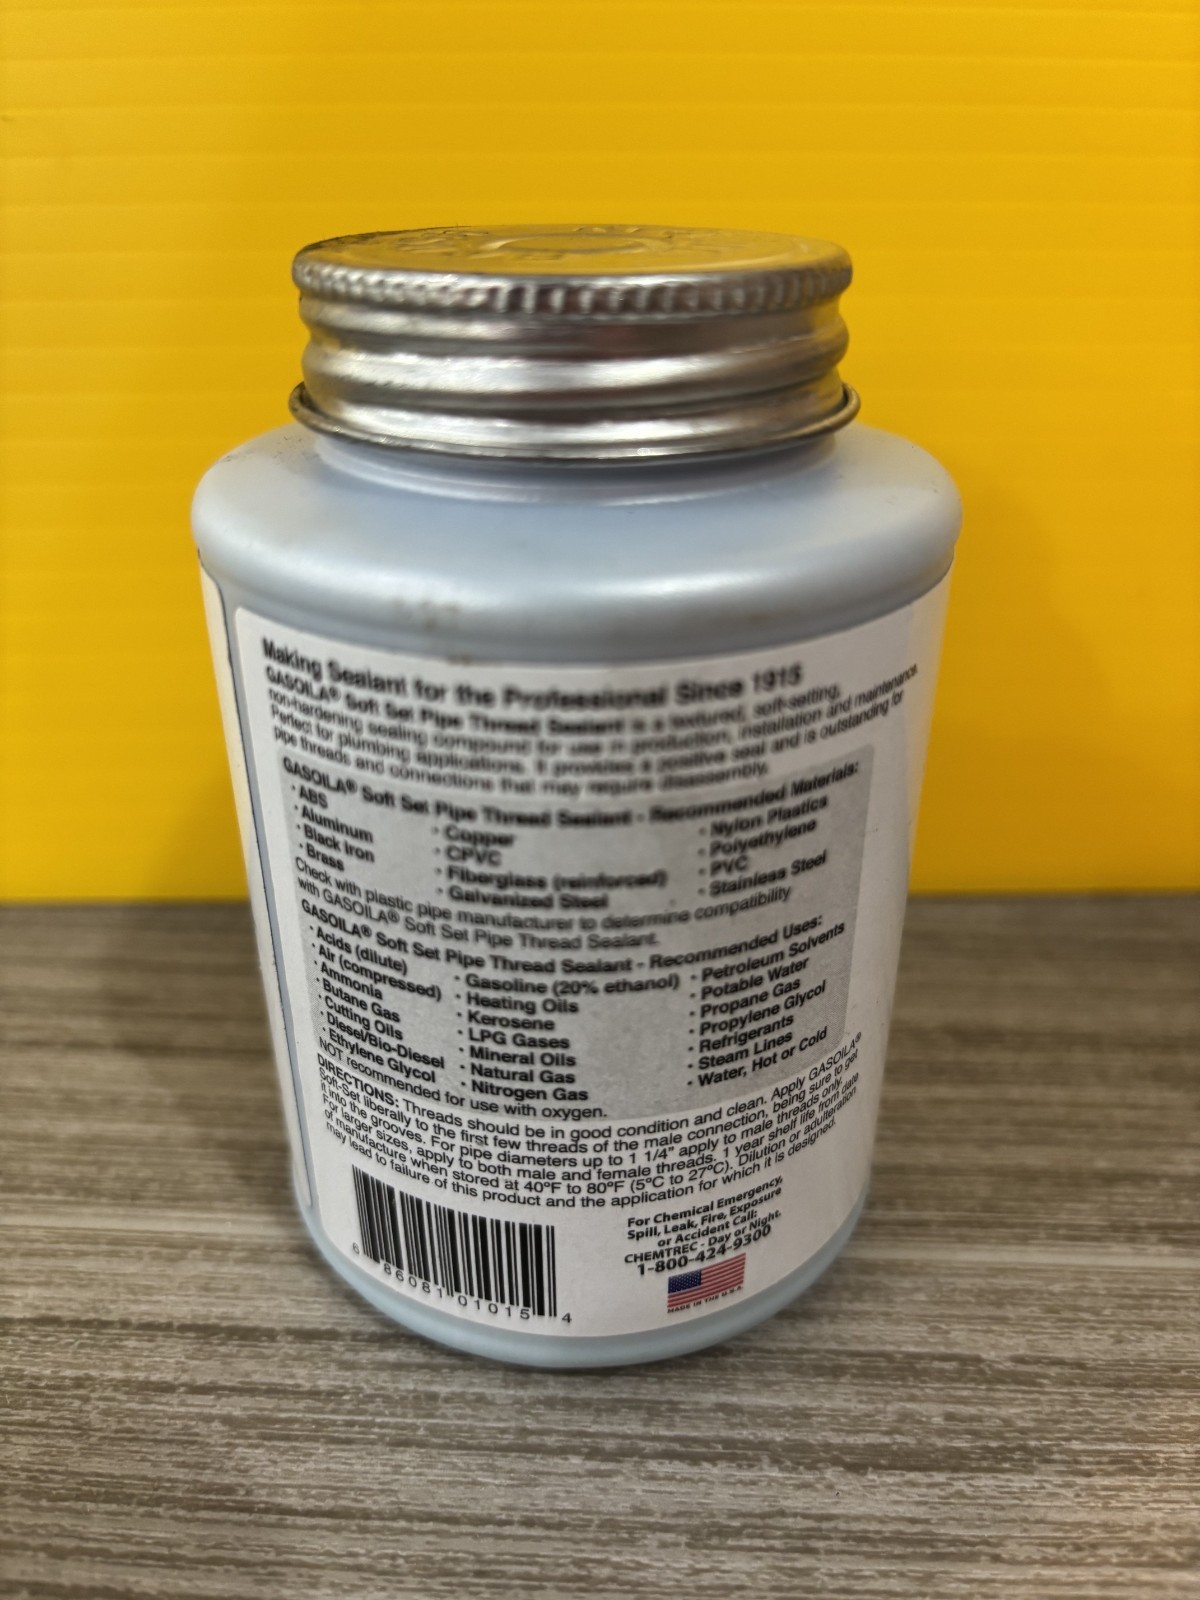 Making Sealant for the Professional Since 1915
GASOILA® Soft Set Pipe Thread Sealant is a textured, soft-setting,
non-hardening sealing compound for use in production, installation and maintenance.
Perfect for plumbing applications. It provides a positive seal and is outstanding for
pipe threads and connections that may require disassembly.
GASOILA® Soft Set Pipe Thread Sealant - Recommended Materials:
• ABS
• Aluminum
• Black Iron
• Brass
• Copper
• CPVC
• Fiberglass (reinforced)
• Galvanized Steel
• Nylon Plastics
• Polyethylene
• PVC
• Stainless Steel
Check with plastic pipe manufacturer to determine compatibility
with GASOILA® Soft Set Pipe Thread Sealant.
GASOILA® Soft Set Pipe Thread Sealant - Recommended Uses:
• Acids (dilute)
• Air (compressed)
• Ammonia
• Butane Gas
• Cutting Oils
• Diesel/Bio-Diesel
• Ethylene Glycol
• Gasoline (20% ethanol)
• Heating Oils
• Kerosene
• LPG Gases
• Mineral Oils
• Natural Gas
• Nitrogen Gas
• Petroleum Solvents
• Potable Water
• Propane Gas
• Propylene Glycol
• Refrigerants
• Steam Lines
• Water, Hot or Cold
NOT recommended for use with oxygen.
DIRECTIONS: Threads should be in good condition and clean. Apply GASOILA®
Soft-Set liberally to the first few threads of the male connection, being sure to get
it into the grooves. For pipe diameters up to 1 1/4" apply to male threads only.
For larger sizes, apply to both male and female threads. 1 year shelf life from date
of manufacture when stored at 40°F to 80°F (5°C to 27°C). Dilution or adulteration
may lead to failure of this product and the application for which it is designed.
6 86081 01015 4
For Chemical Emergency,
Spill, Leak, Fire, Exposure
or Accident Call:
CHEMTREC - Day or Night.
1-800-424-9300
MADE IN THE U.S.A.